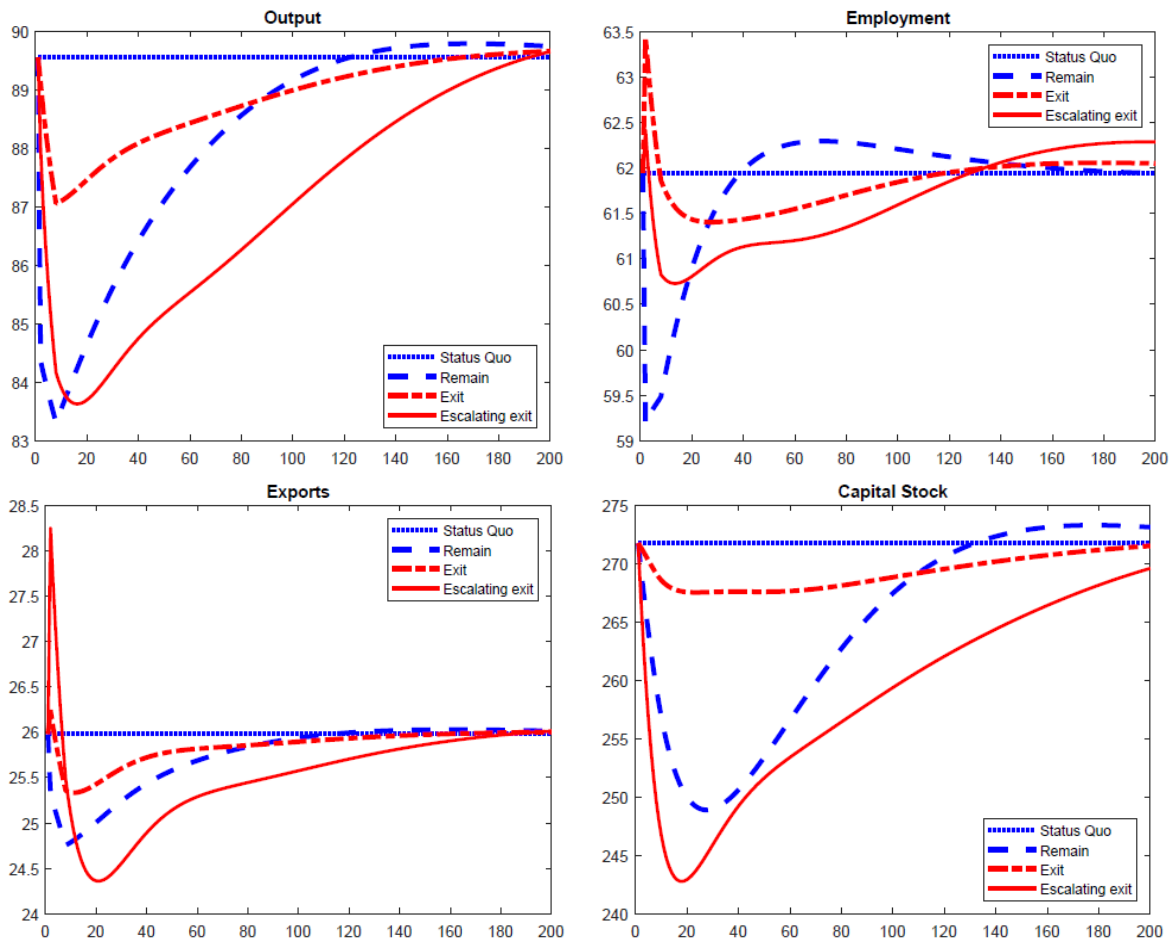 Output
90
89
88
87
86
85
84
83
0 20 40 60 80 100 120 140 160 180 200
Status Quo
Remain
Exit
Escalating exit
Employment
63.5
63
62.5
62
61.5
61
60.5
60
59.5
59
0 20 40 60 80 100 120 140 160 180 200
Status Quo
Remain
Exit
Escalating exit
Exports
28.5
28
27.5
27
26.5
26
25.5
25
24.5
24
0 20 40 60 80 100 120 140 160 180 200
Status Quo
Remain
Exit
Escalating exit
Capital Stock
275
270
265
260
255
250
245
240
0 20 40 60 80 100 120 140 160 180 200
Status Quo
Remain
Exit
Escalating exit